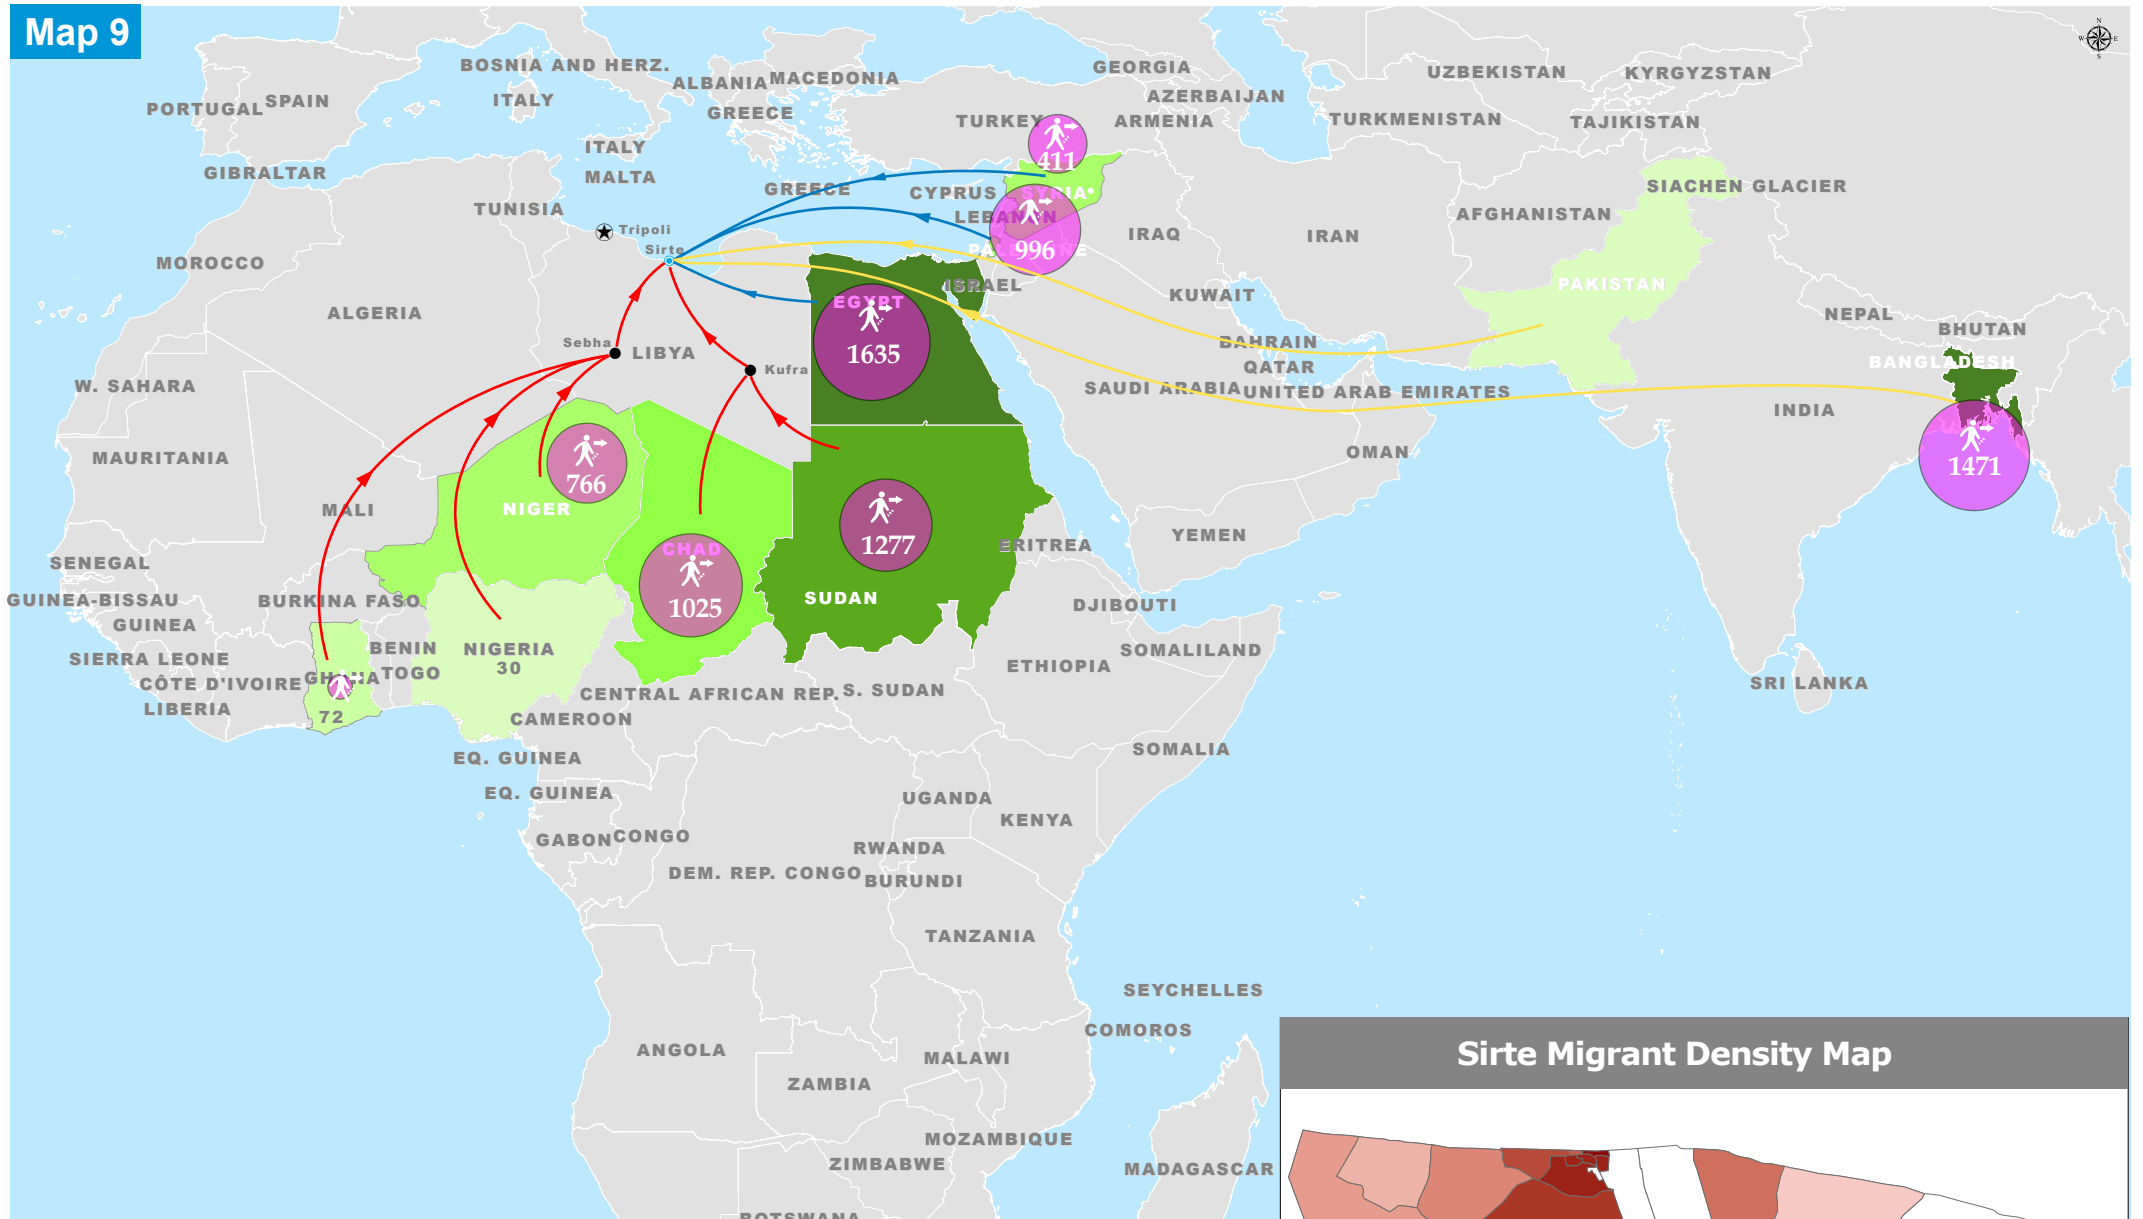 Map 9
N
W
E
S
BOSNIA AND HERZ.
ALBANIA
MACEDONIA
GEORGIA
UZBEKISTAN
KYRGYZSTAN
PORTUGAL
SPAIN
ITALY
GREECE
AZERBAIJAN
TURKEY
ARMENIA
TURKMENISTAN
TAJIKISTAN
ITALY
411
GIBRALTAR
MALTA
GREECE
CYPRUS
SYRIA
SIACHEN GLACIER
TUNISIA
LEBANON
AFGHANISTAN
Tripoli
IRAQ
IRAN
Sirte
996
MOROCCO
ISRAEL
PAKISTAN
KUWAIT
EGYPT
ALGERIA
NEPAL
BHUTAN
Sebha
LIBYA
1635
BAHRAIN
BANGLADESH
Kufra
QATAR
W. SAHARA
SAUDI ARABIA
UNITED ARAB EMIRATES
INDIA
MAURITANIA
OMAN
1471
766
MALI
NIGER
YEMEN
1277
ERITREA
CHAD
SENEGAL
GUINEA-BISSAU
BURKINA FASO
SUDAN
1025
DJIBOUTI
GUINEA
BENIN
NIGERIA
30
SOMALILAND
SIERRA LEONE
ETHIOPIA
TOGO
GHANA
CÔTE D'IVOIRE
CENTRAL AFRICAN REP.
S. SUDAN
SRI LANKA
LIBERIA
72
CAMEROON
SOMALIA
EQ. GUINEA
EQ. GUINEA
UGANDA
KENYA
GABON
CONGO
RWANDA
DEM. REP. CONGO
BURUNDI
TANZANIA
SEYCHELLES
COMOROS
ANGOLA
MALAWI
Sirte Migrant Density Map
ZAMBIA
MOZAMBIQUE
ZIMBABWE
MADAGASCAR
BOTSWANA